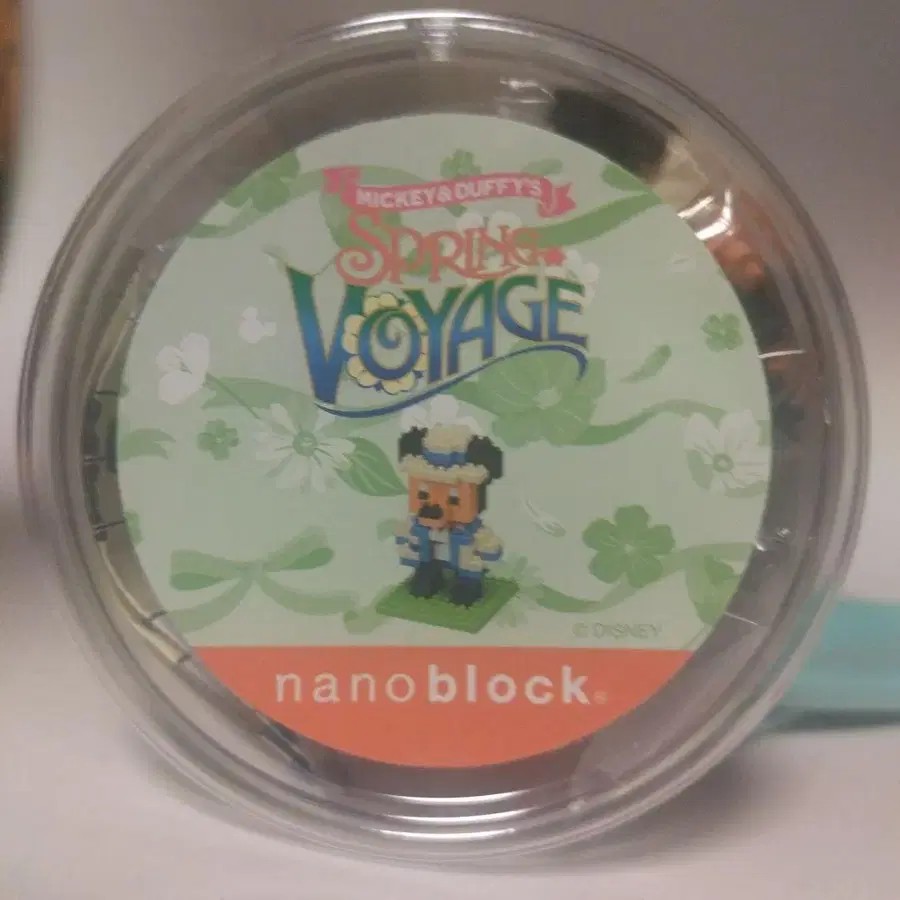 MICKEY & DUFFY'S
SPRING
VOYAGE
© DISNEY
nanoblock®